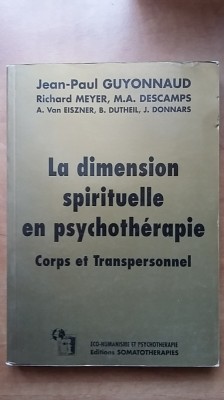 Jean-Paul GUYONNAUD
Richard MEYER, M.A. DESCAMPS
A. Von EISZNER, B. DUTHEIL, J. DONNARS
La dimension
spirituelle
en psychothérapie
Corps et Transpersonnel
ECO-HUMANISME ET PSYCHOTHERAPIE
Editions SOMATOTHERAPIES